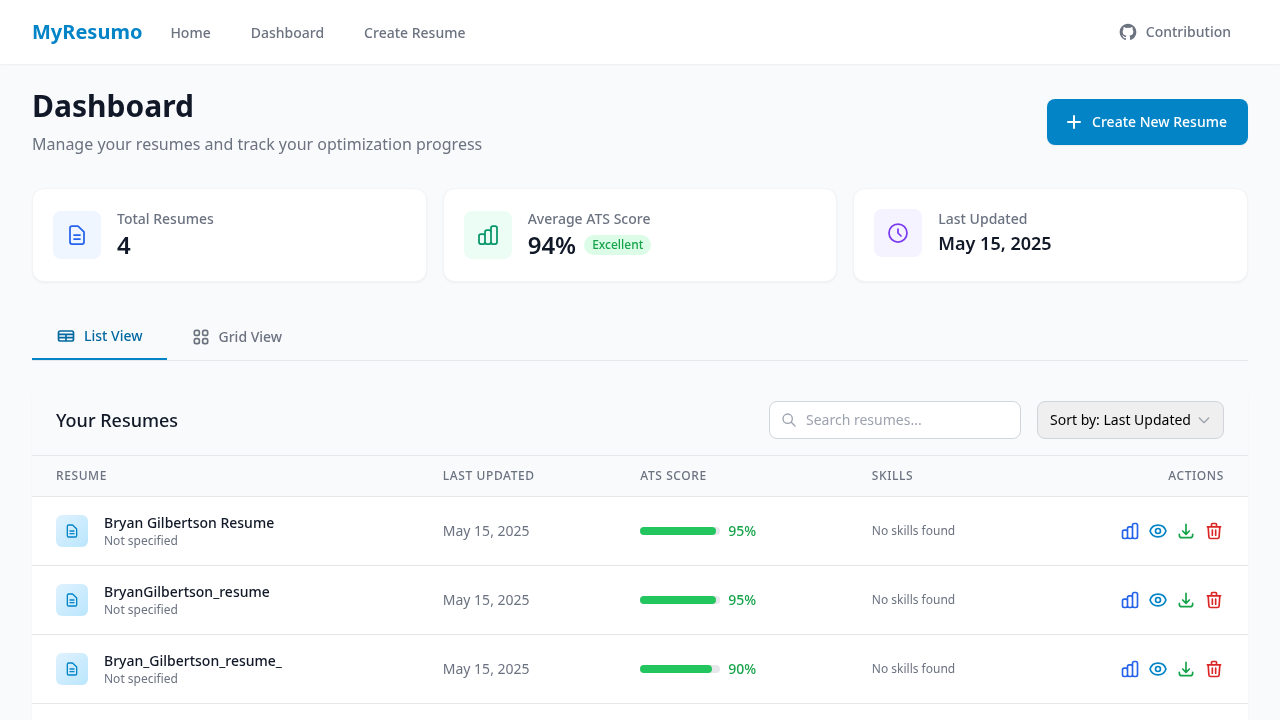 MyResumo Home Dashboard Create Resume Contribution
Dashboard
Manage your resumes and track your optimization progress
Create New Resume
Total Resumes
4
Average ATS Score
94% Excellent
Last Updated
May 15, 2025
List View Grid View
Your Resumes Search resumes... Sort by: Last Updated
RESUME LAST UPDATED ATS SCORE SKILLS ACTIONS
Bryan Gilbertson Resume
Not specified
May 15, 2025 95% No skills found
BryanGilbertson_resume
Not specified
May 15, 2025 95% No skills found
Bryan_Gilbertson_resume_
Not specified
May 15, 2025 90% No skills found